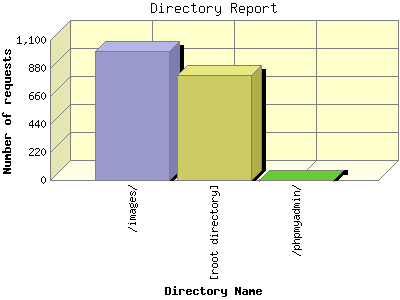 Directory Report
Number of requests
1,100
880
660
440
220
0
/images/
[root directory]
/phpmyadmin/
Directory Name